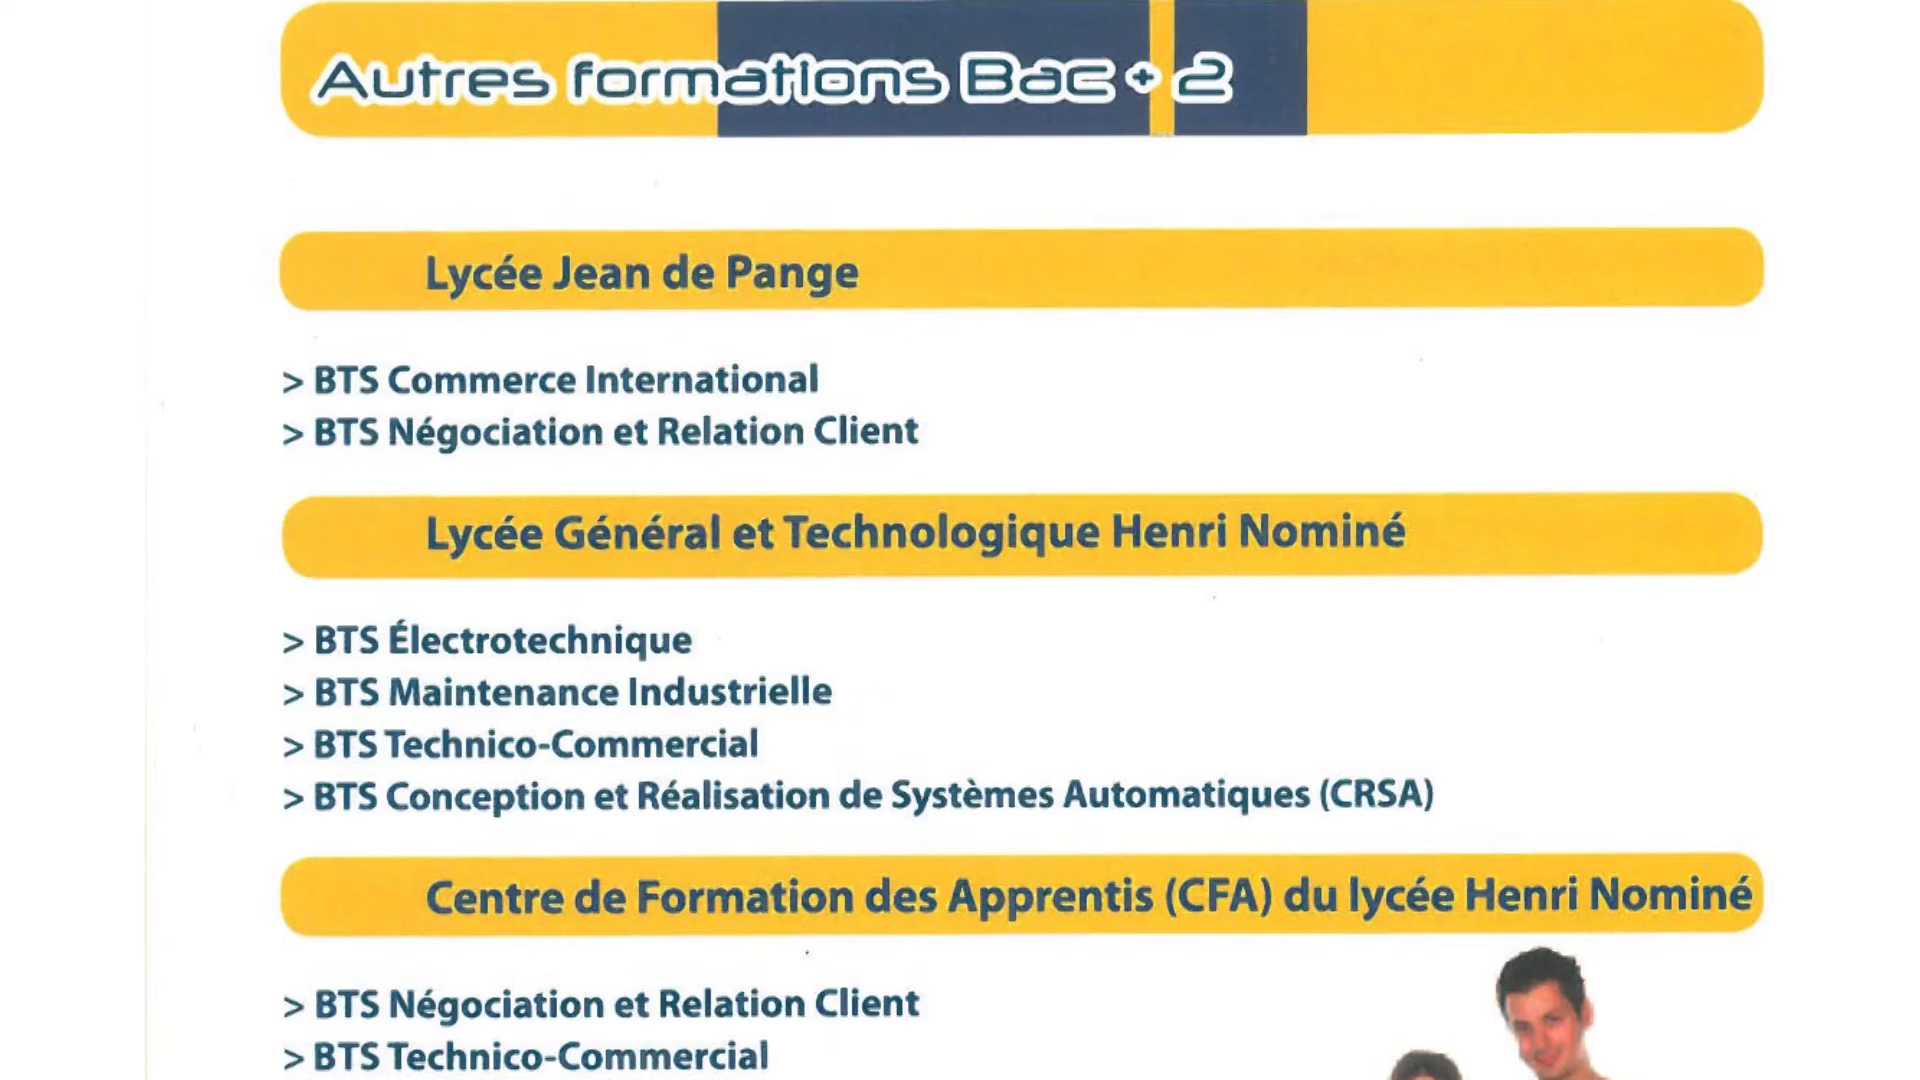 Autres formations Bac + 2
Lycée Jean de Pange
> BTS Commerce International
> BTS Négociation et Relation Client
Lycée Général et Technologique Henri Nominé
> BTS Électrotechnique
> BTS Maintenance Industrielle
> BTS Technico-Commercial
> BTS Conception et Réalisation de Systèmes Automatiques (CRSA)
Centre de Formation des Apprentis (CFA) du lycée Henri Nominé
> BTS Négociation et Relation Client
> BTS Technico-Commercial